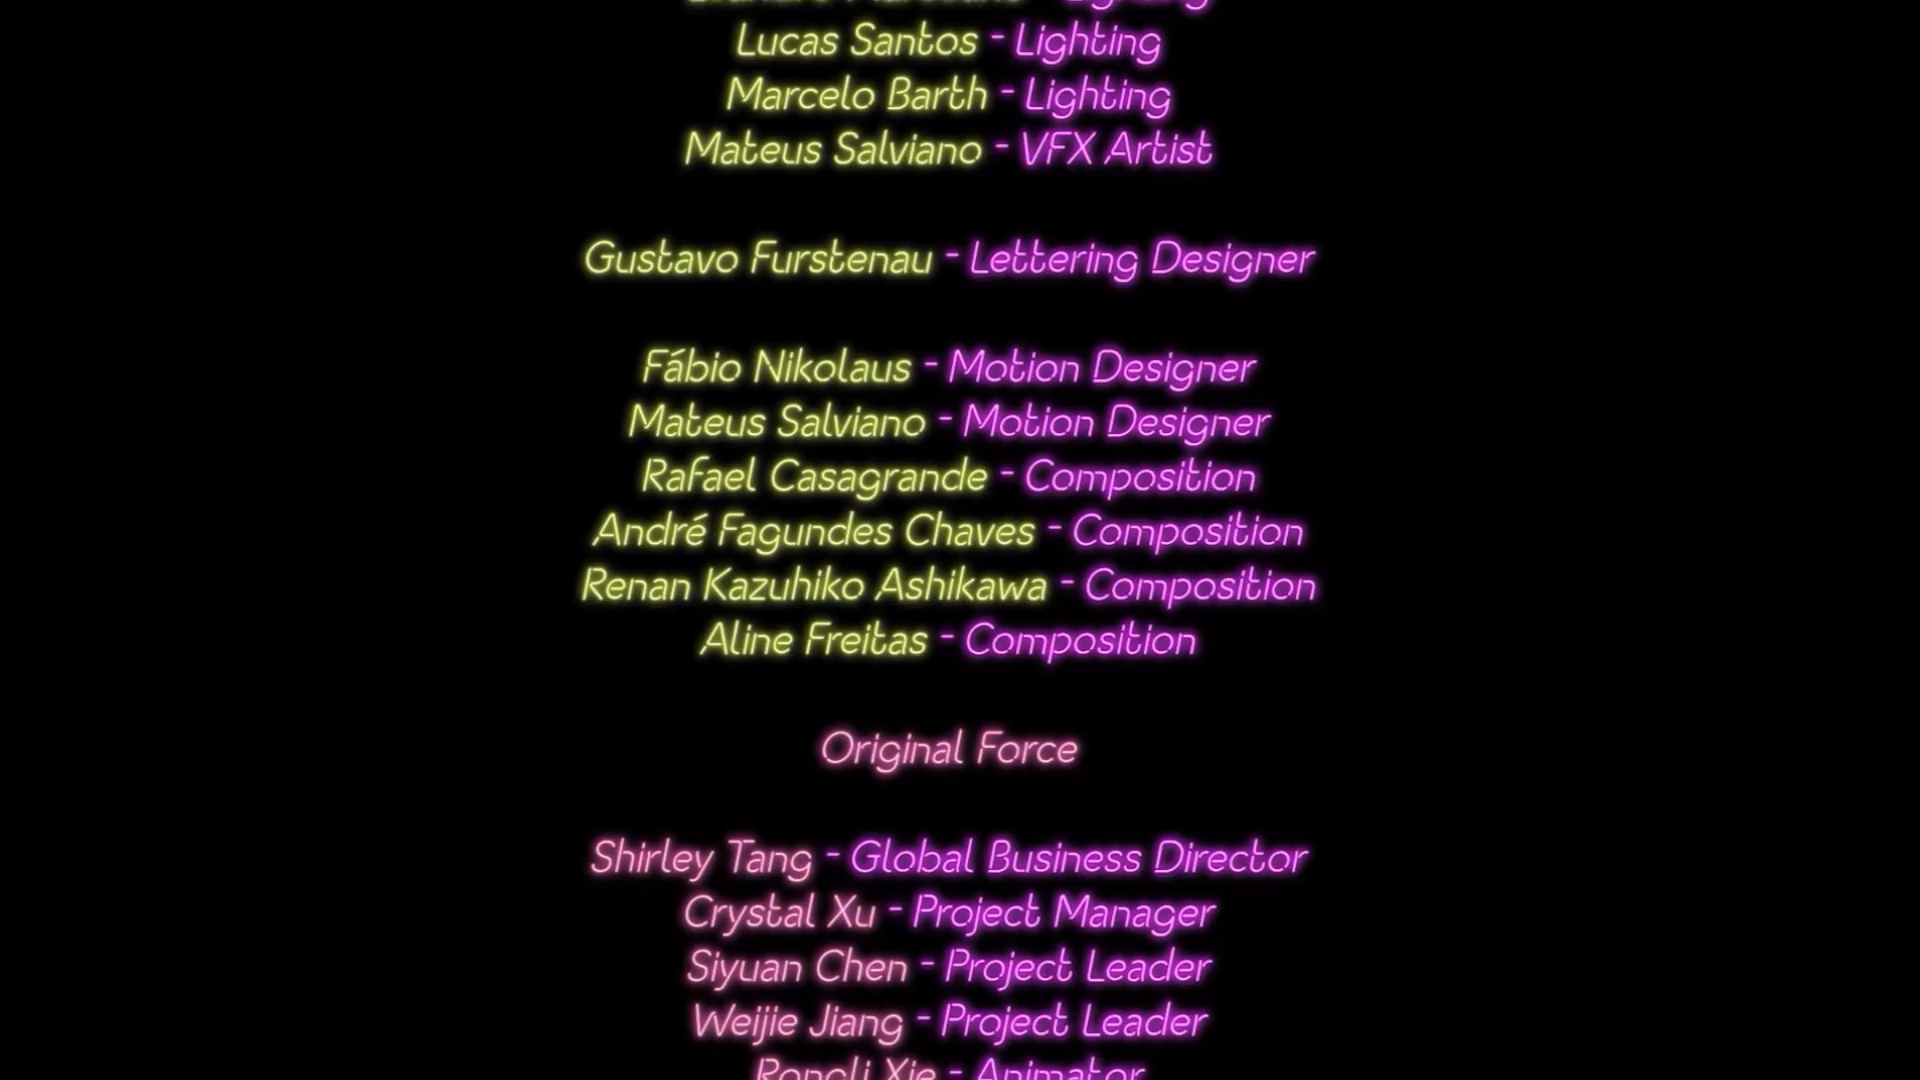 Lucas Santos - Lighting
Marcelo Barth - Lighting
Mateus Salviano - VFX Artist
Gustavo Furstenau - Lettering Designer
Fábio Nikolaus - Motion Designer
Mateus Salviano - Motion Designer
Rafael Casagrande - Composition
André Fagundes Chaves - Composition
Renan Kazuhiko Ashikawa - Composition
Aline Freitas - Composition
Original Force
Shirley Tang - Global Business Director
Crystal Xu - Project Manager
Siyuan Chen - Project Leader
Weijie Jiang - Project Leader
Xie - Animator